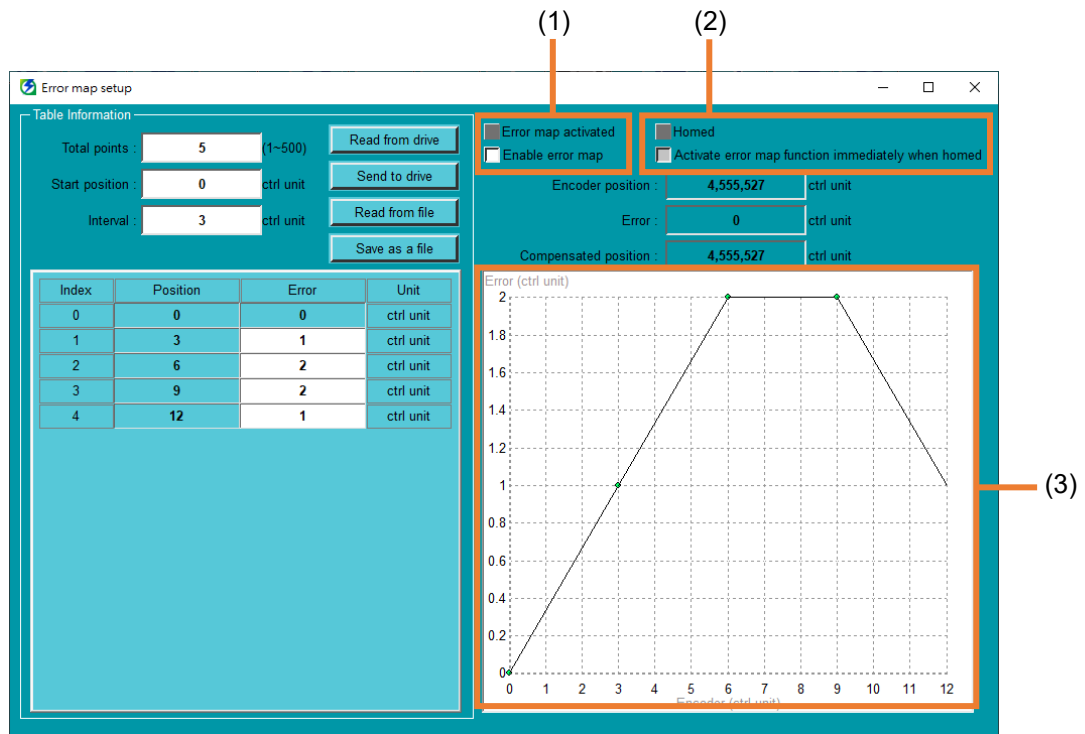 (1)
(2)
Error map setup
Table Information
Total points : 5 (1~500)
Read from drive
Start position : 0 ctrl unit
Send to drive
Interval : 3 ctrl unit
Read from file
Save as a file
Error map activated
Enable error map
Homed
Activate error map function immediately when homed
Encoder position : 4,555,527 ctrl unit
Error : 0 ctrl unit
Compensated position : 4,555,527 ctrl unit
Index Position Error Unit
0 0 0 ctrl unit
1 3 1 ctrl unit
2 6 2 ctrl unit
3 9 2 ctrl unit
4 12 1 ctrl unit
Error (ctrl unit)
2
1.8
1.6
1.4
1.2
1
0.8
0.6
0.4
0.2
0
0 1 2 3 4 5 6 7 8 9 10 11 12
Encoder (ctrl unit)
(3)